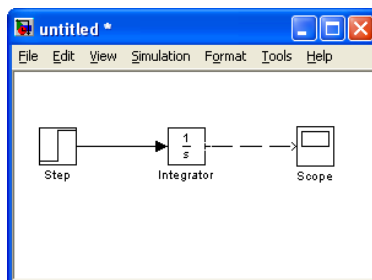 untitled *
File Edit View Simulation Format Tools Help
1
s
Step Integrator Scope